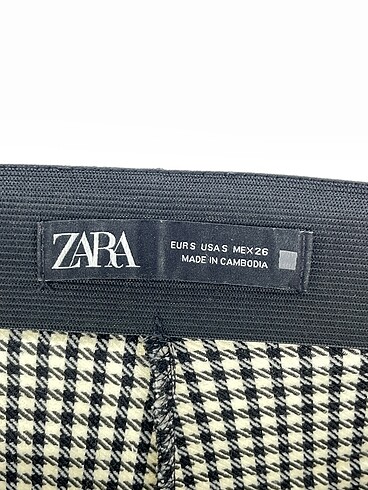 ZARA
EUR S USA S MEX 26
MADE IN CAMBODIA